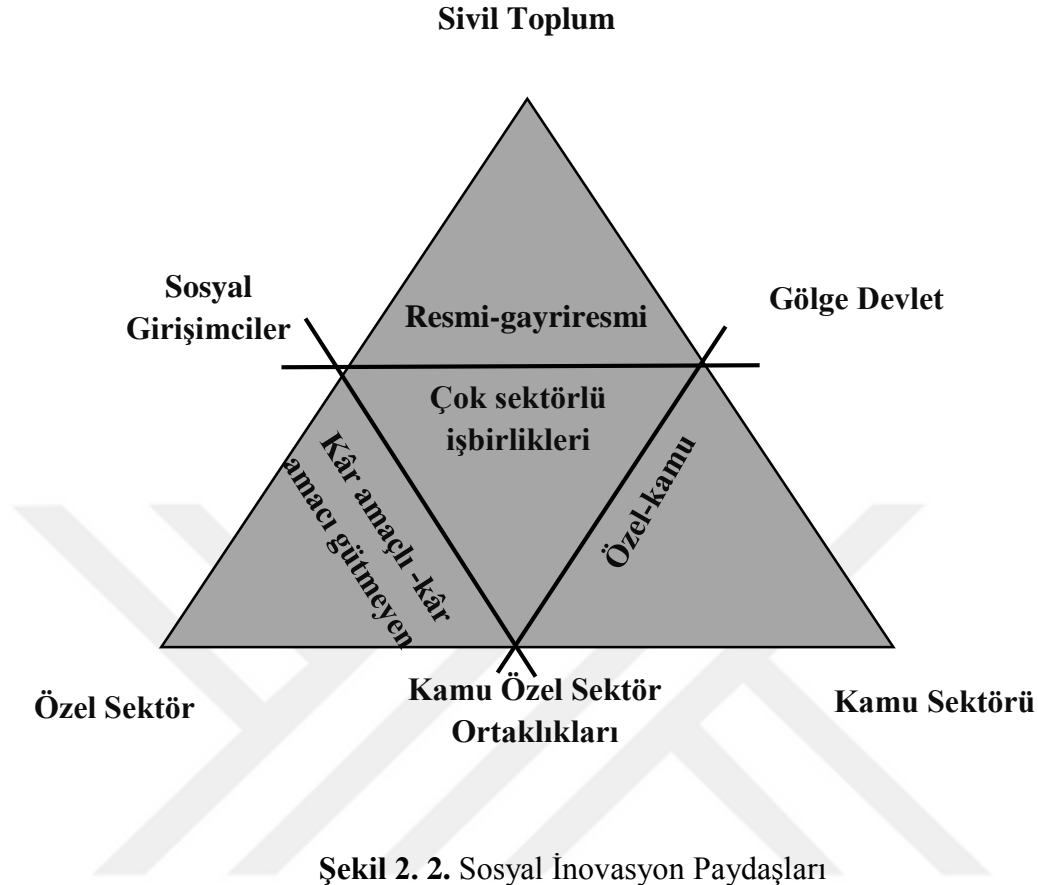 Sivil Toplum
Sosyal
Girişimciler
Gölge Devlet
Resmi-gayriresmi
Çok sektörlü
işbirlikleri
Kâr amaçlı -kâr
amacı gütmeyen
Özel-kamu
Özel Sektör
Kamu Özel Sektör
Ortaklıkları
Kamu Sektörü
Şekil 2. 2. Sosyal İnovasyon Paydaşları